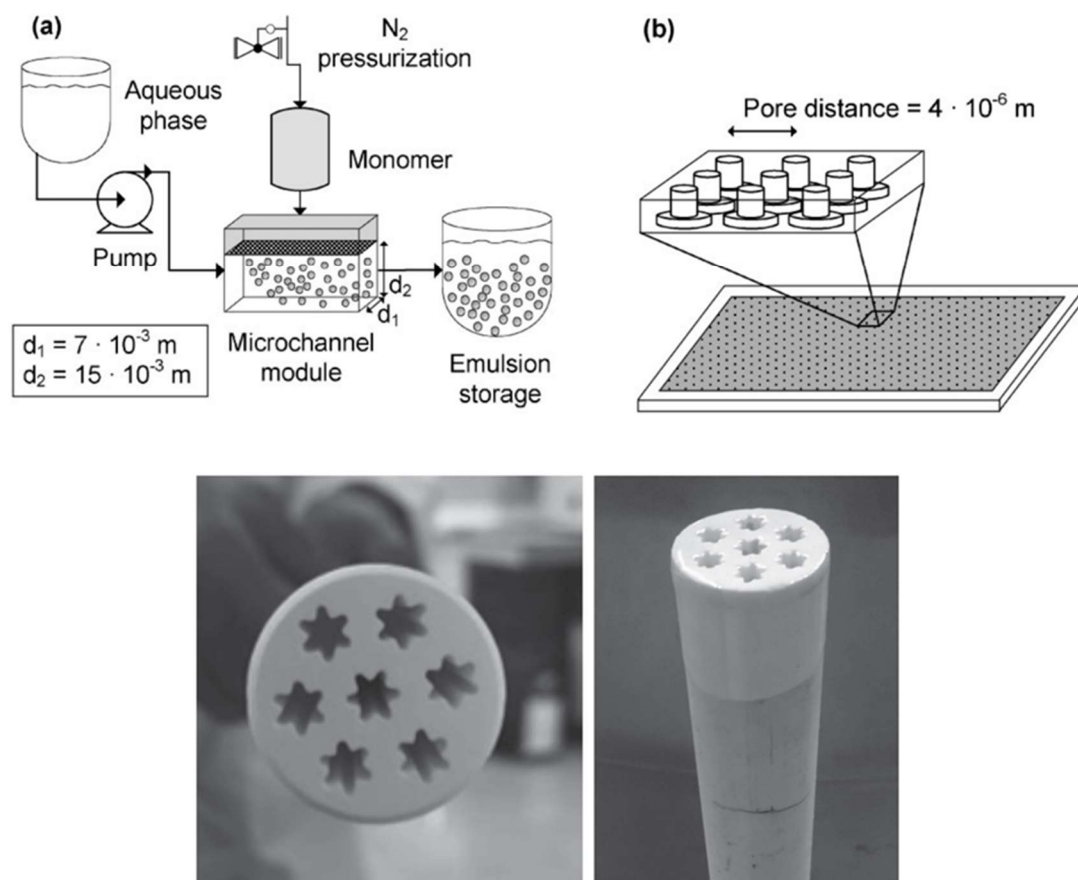 (a)
N2
pressurization
Aqueous
phase
Monomer
Pump
d2
d1
d1 = 7 · 10-3 m
d2 = 15 · 10-3 m
Microchannel
module
Emulsion
storage
(b)
Pore distance = 4 · 10-6 m